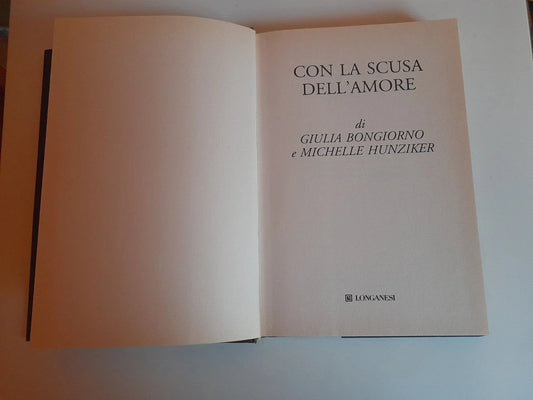 CON LA SCUSA
DELL'AMORE
di
GIULIA BONGIORNO
e MICHELLE HUNZIKER
LONGANESI